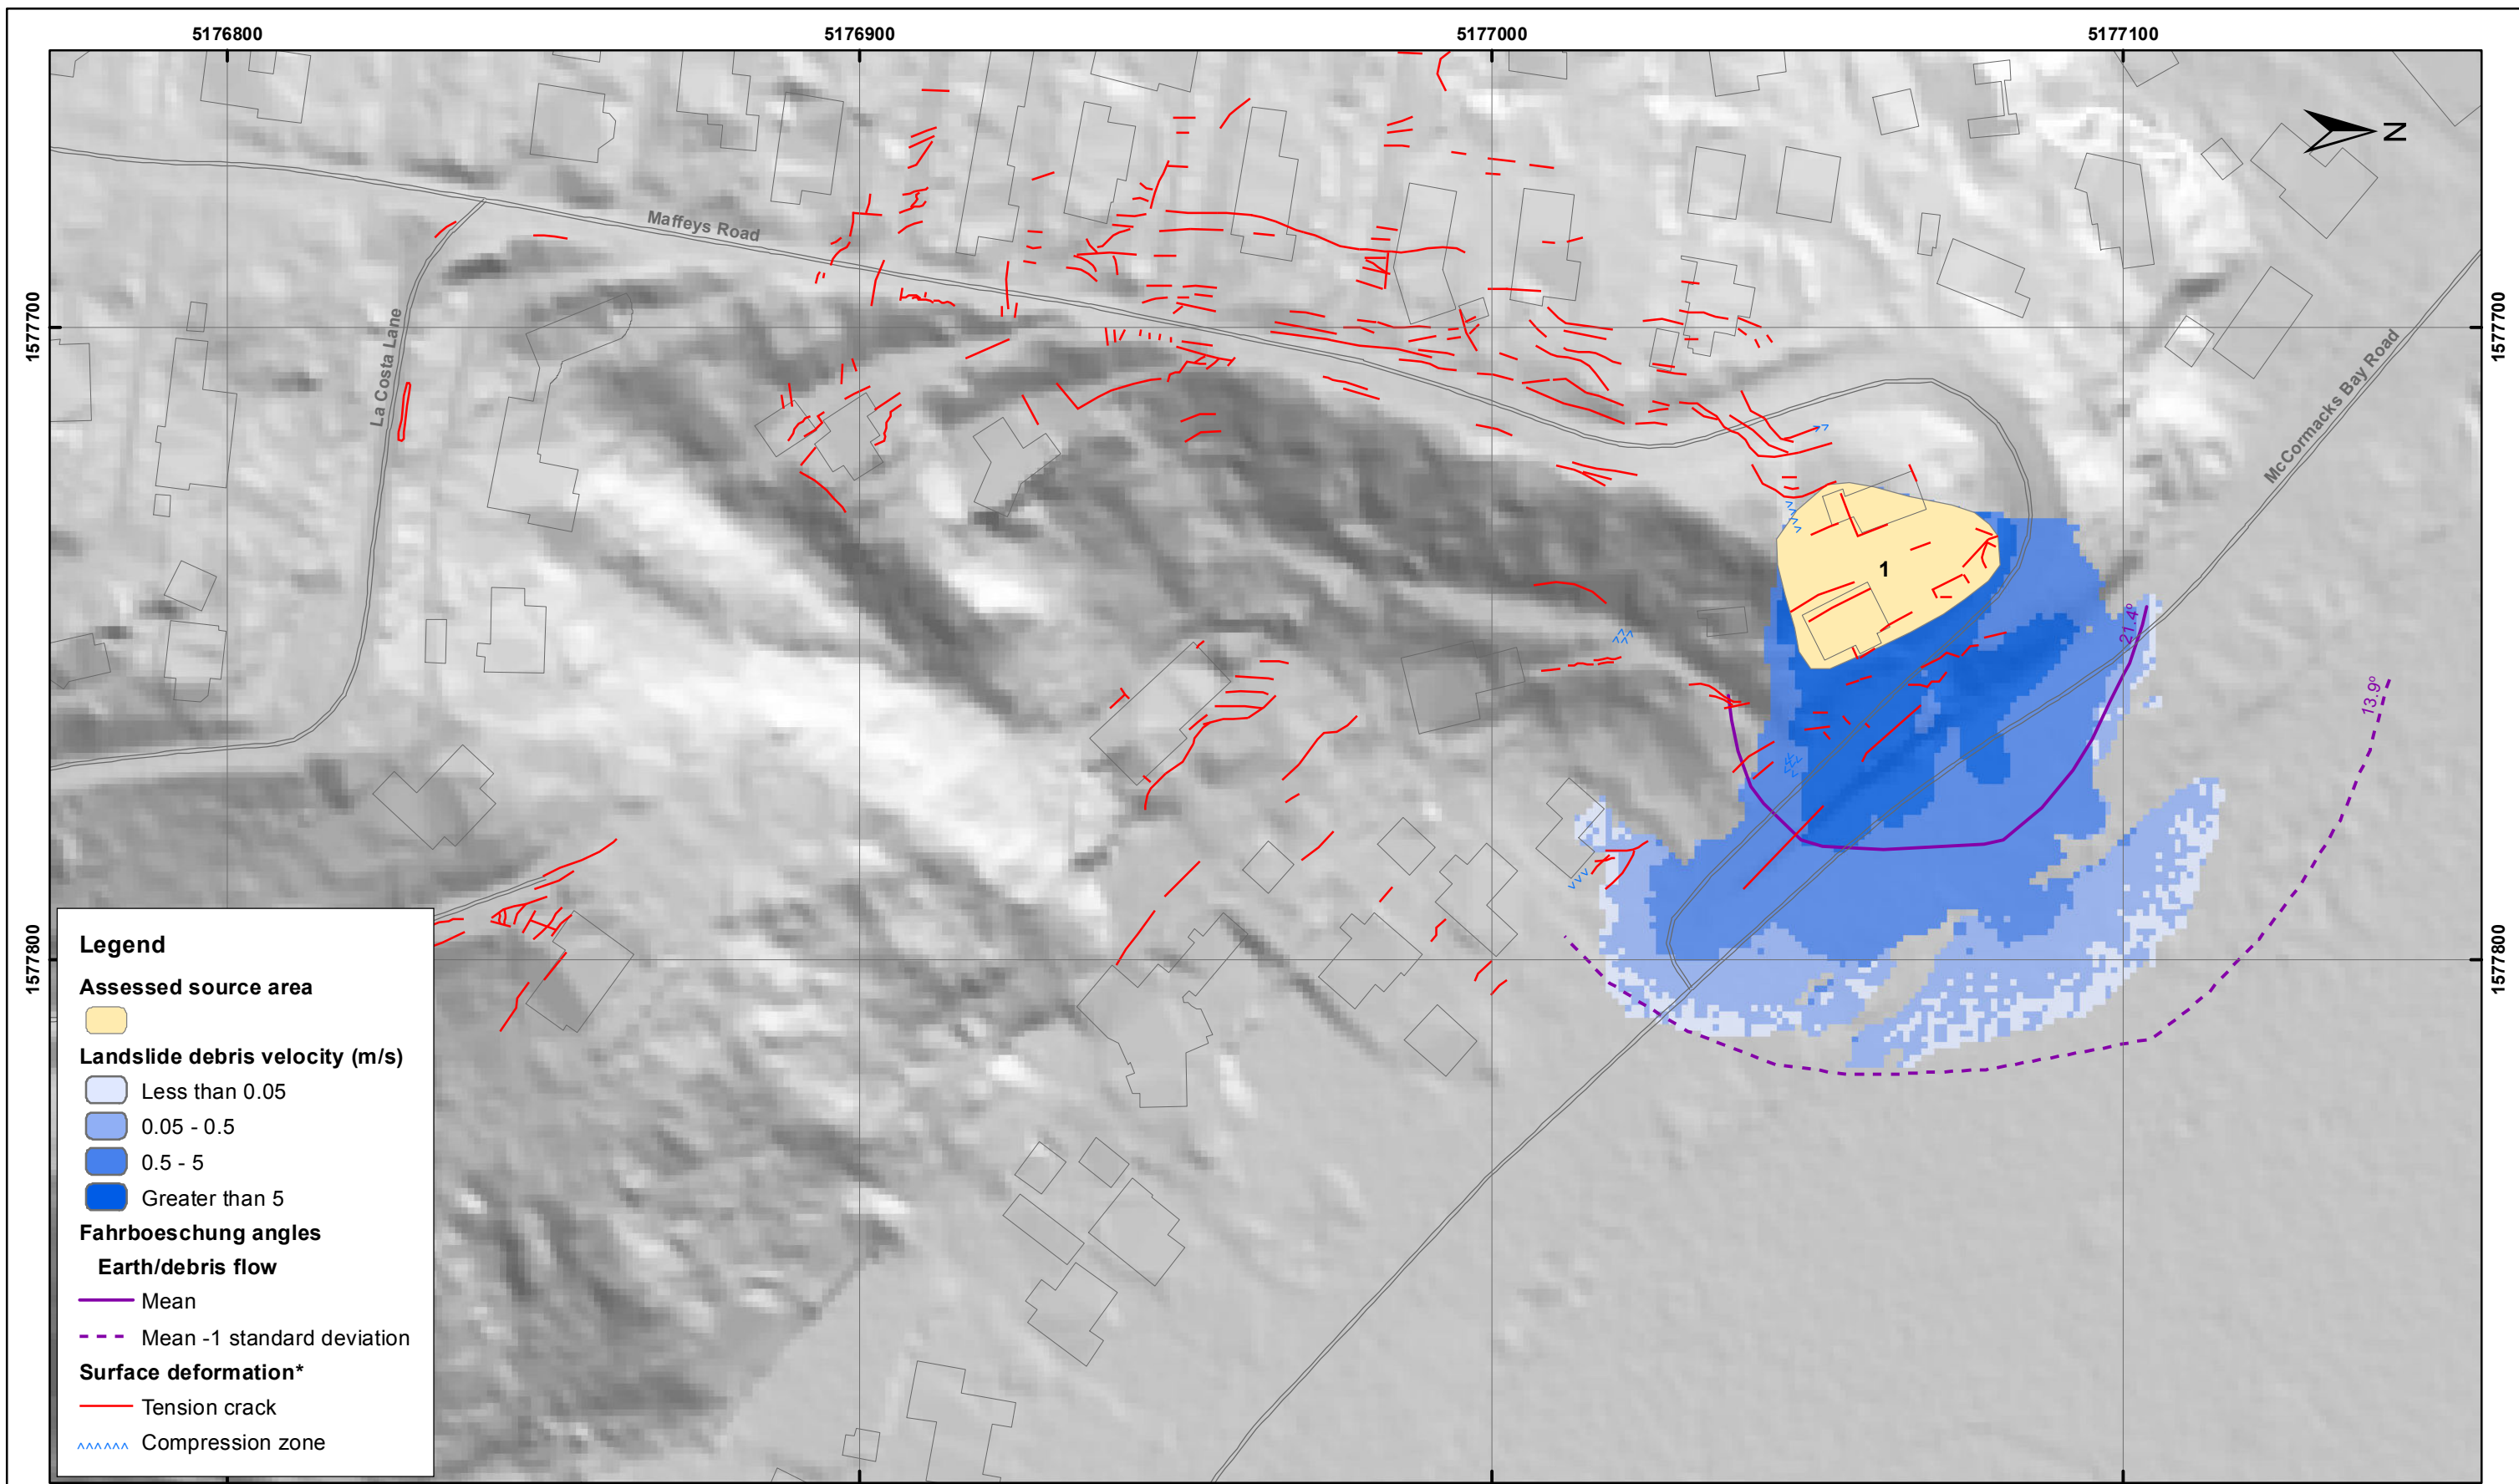 5176800
5176900
5177000
5177100
N
Maffeys Road
1577700
1577700
La Costa Lane
McCormacks Bay Road
1
21.4º
13.9º
1577800
1577800
Legend
Assessed source area
Landslide debris velocity (m/s)
Less than 0.05
0.05 - 0.5
0.5 - 5
Greater than 5
Fahrboeschung angles
Earth/debris flow
Mean
Mean -1 standard deviation
Surface deformation*
Tension crack
Compression zone